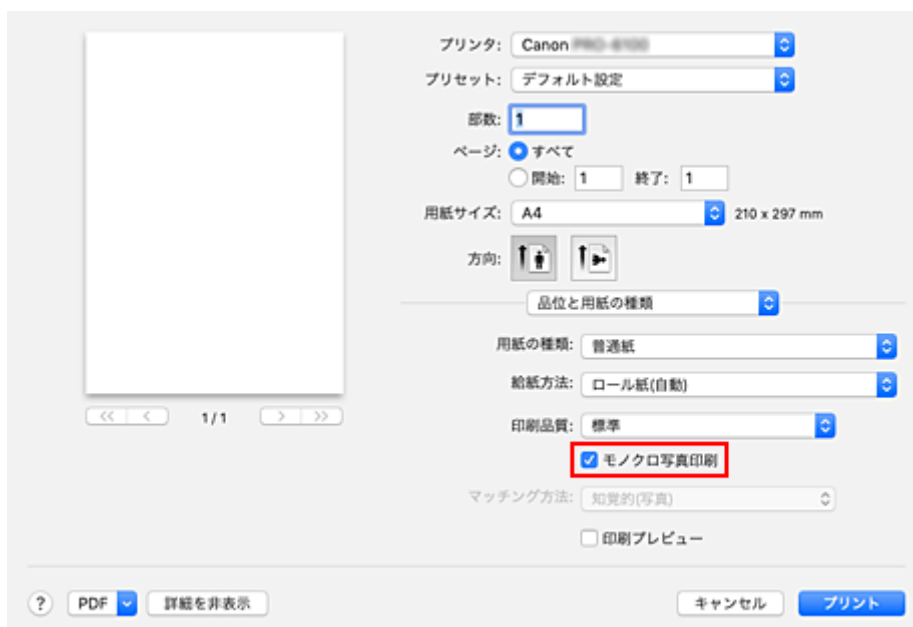 プリンタ: Canon
プリセット: デフォルト設定
部数: 1
ページ: すべて
開始: 1 終了: 1
用紙サイズ: A4 210 x 297 mm
方向:
品位と用紙の種類
用紙の種類: 普通紙
給紙方法: ロール紙(自動)
印刷品質: 標準
モノクロ写真印刷
マッチング方法: 知覚的(写真)
印刷プレビュー
1/1
? PDF 詳細を非表示 キャンセル プリント